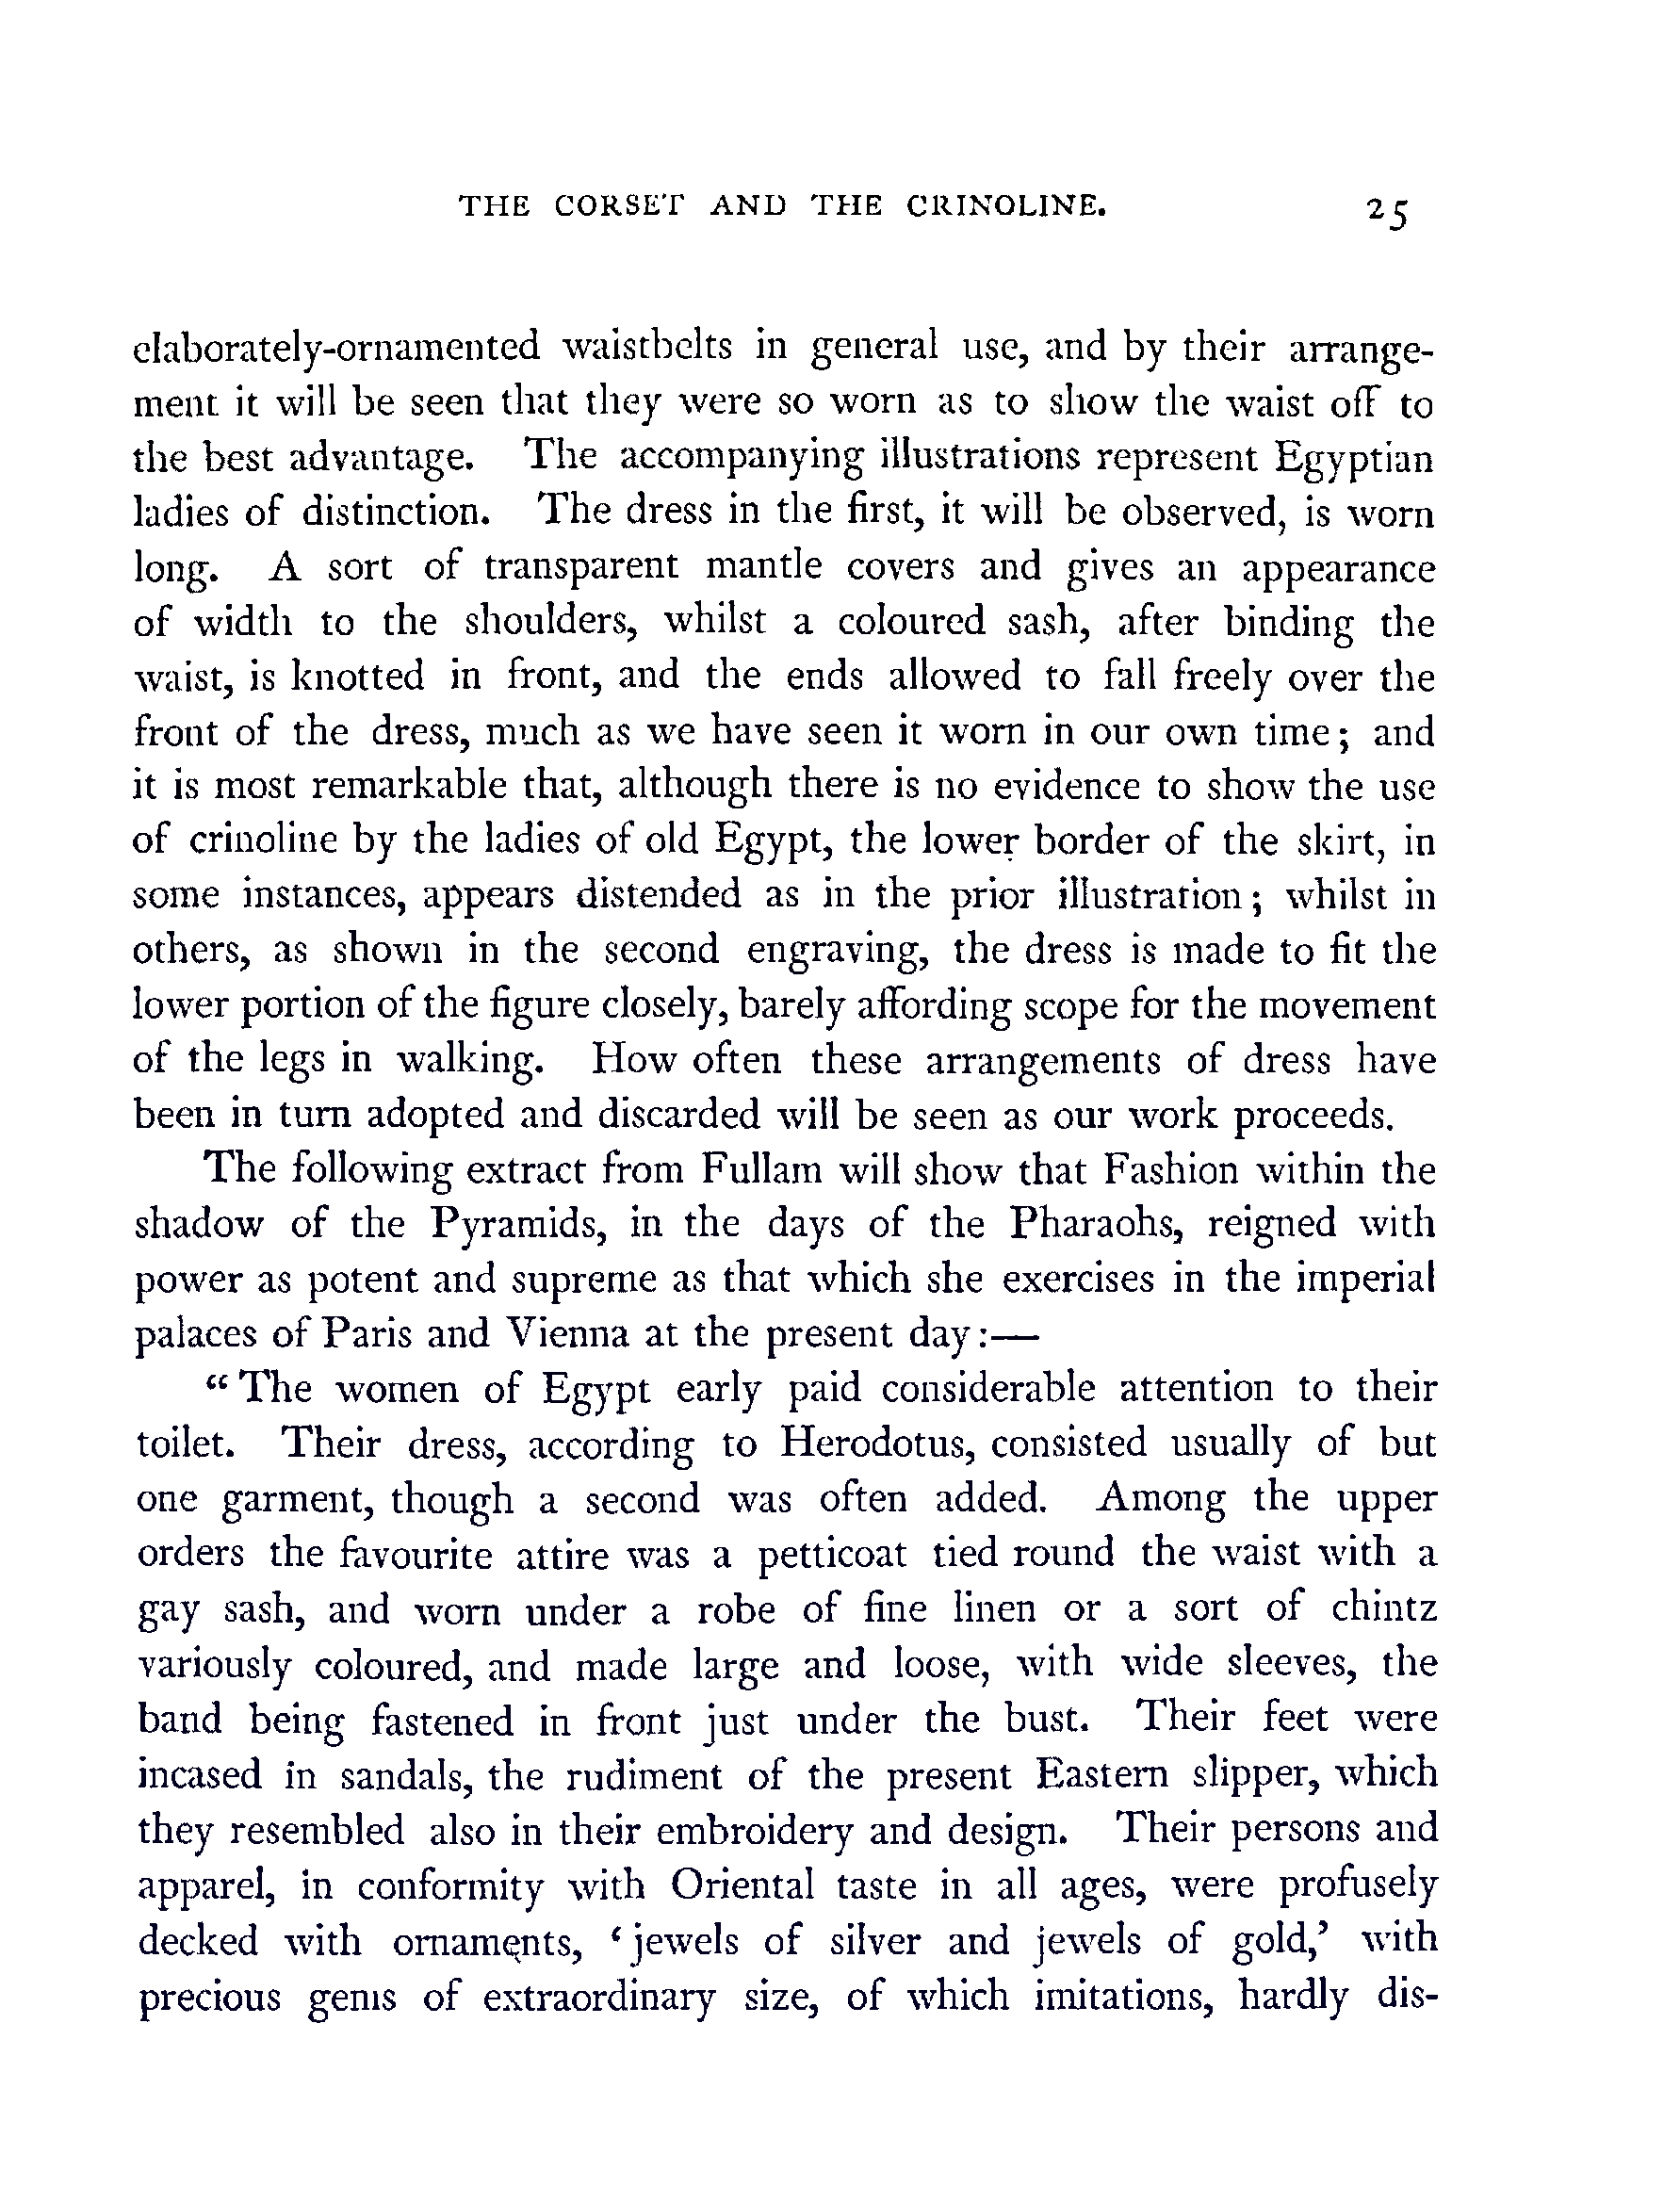 THE CORSET AND THE CRINOLINE. 25
elaborately-ornamented waistbelts in general use, and by their arrange-
ment it will be seen that they were so worn as to show the waist off to
the best advantage. The accompanying illustrations represent Egyptian
ladies of distinction. The dress in the first, it will be observed, is worn
long. A sort of transparent mantle covers and gives an appearance
of width to the shoulders, whilst a coloured sash, after binding the
waist, is knotted in front, and the ends allowed to fall freely over the
front of the dress, much as we have seen it worn in our own time; and
it is most remarkable that, although there is no evidence to show the use
of crinoline by the ladies of old Egypt, the lower border of the skirt, in
some instances, appears distended as in the prior illustration; whilst in
others, as shown in the second engraving, the dress is made to fit the
lower portion of the figure closely, barely affording scope for the movement
of the legs in walking. How often these arrangements of dress have
been in turn adopted and discarded will be seen as our work proceeds.
The following extract from Fullam will show that Fashion within the
shadow of the Pyramids, in the days of the Pharaohs, reigned with
power as potent and supreme as that which she exercises in the imperial
palaces of Paris and Vienna at the present day:—
“The women of Egypt early paid considerable attention to their
toilet. Their dress, according to Herodotus, consisted usually of but
one garment, though a second was often added. Among the upper
orders the favourite attire was a petticoat tied round the waist with a
gay sash, and worn under a robe of fine linen or a sort of chintz
variously coloured, and made large and loose, with wide sleeves, the
band being fastened in front just under the bust. Their feet were
incased in sandals, the rudiment of the present Eastern slipper, which
they resembled also in their embroidery and design. Their persons and
apparel, in conformity with Oriental taste in all ages, were profusely
decked with ornaments, ‘jewels of silver and jewels of gold,’ with
precious gems of extraordinary size, of which imitations, hardly dis-